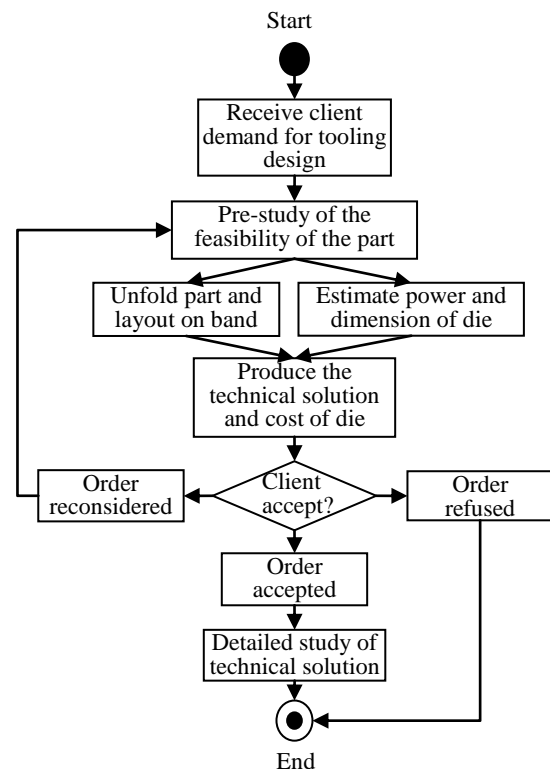 Start
Receive client
demand for tooling
design
Pre-study of the
feasibility of the part
Unfold part and
layout on band
Estimate power and
dimension of die
Produce the
technical solution
and cost of die
Client
accept?
Order
reconsidered
Order
refused
Order
accepted
Detailed study of
technical solution
End